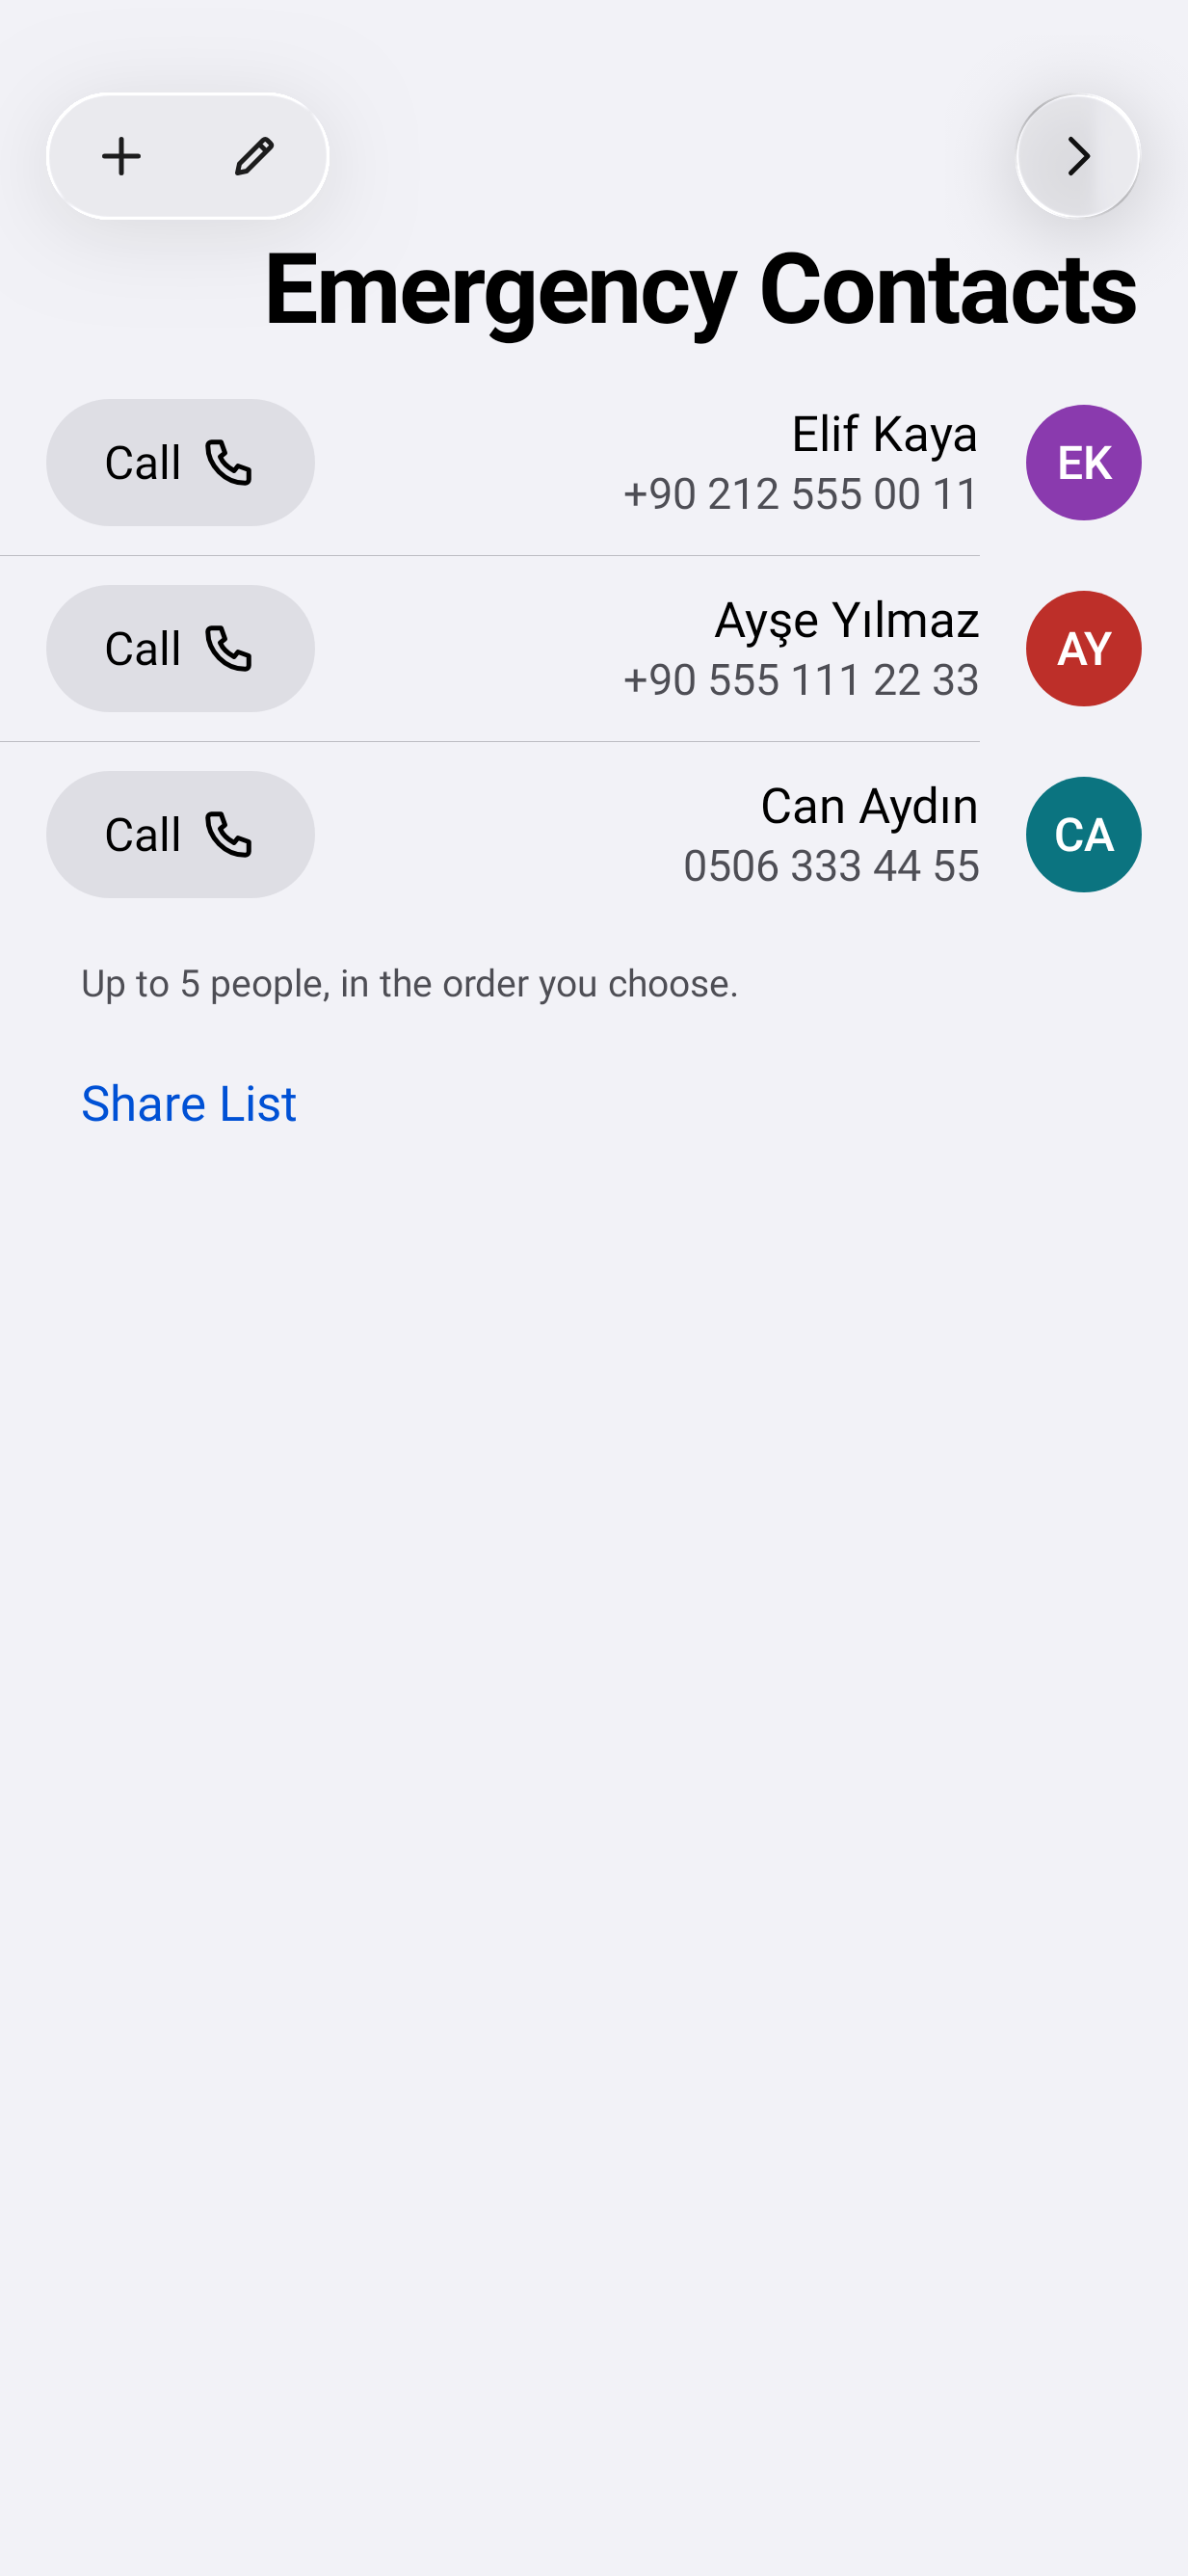 Emergency Contacts
Elif Kaya
+90 212 555 00 11
EK
Call
Ayşe Yılmaz
+90 555 111 22 33
AY
Call
Can Aydın
0506 333 44 55
CA
Call
Up to 5 people, in the order you choose.
Share List